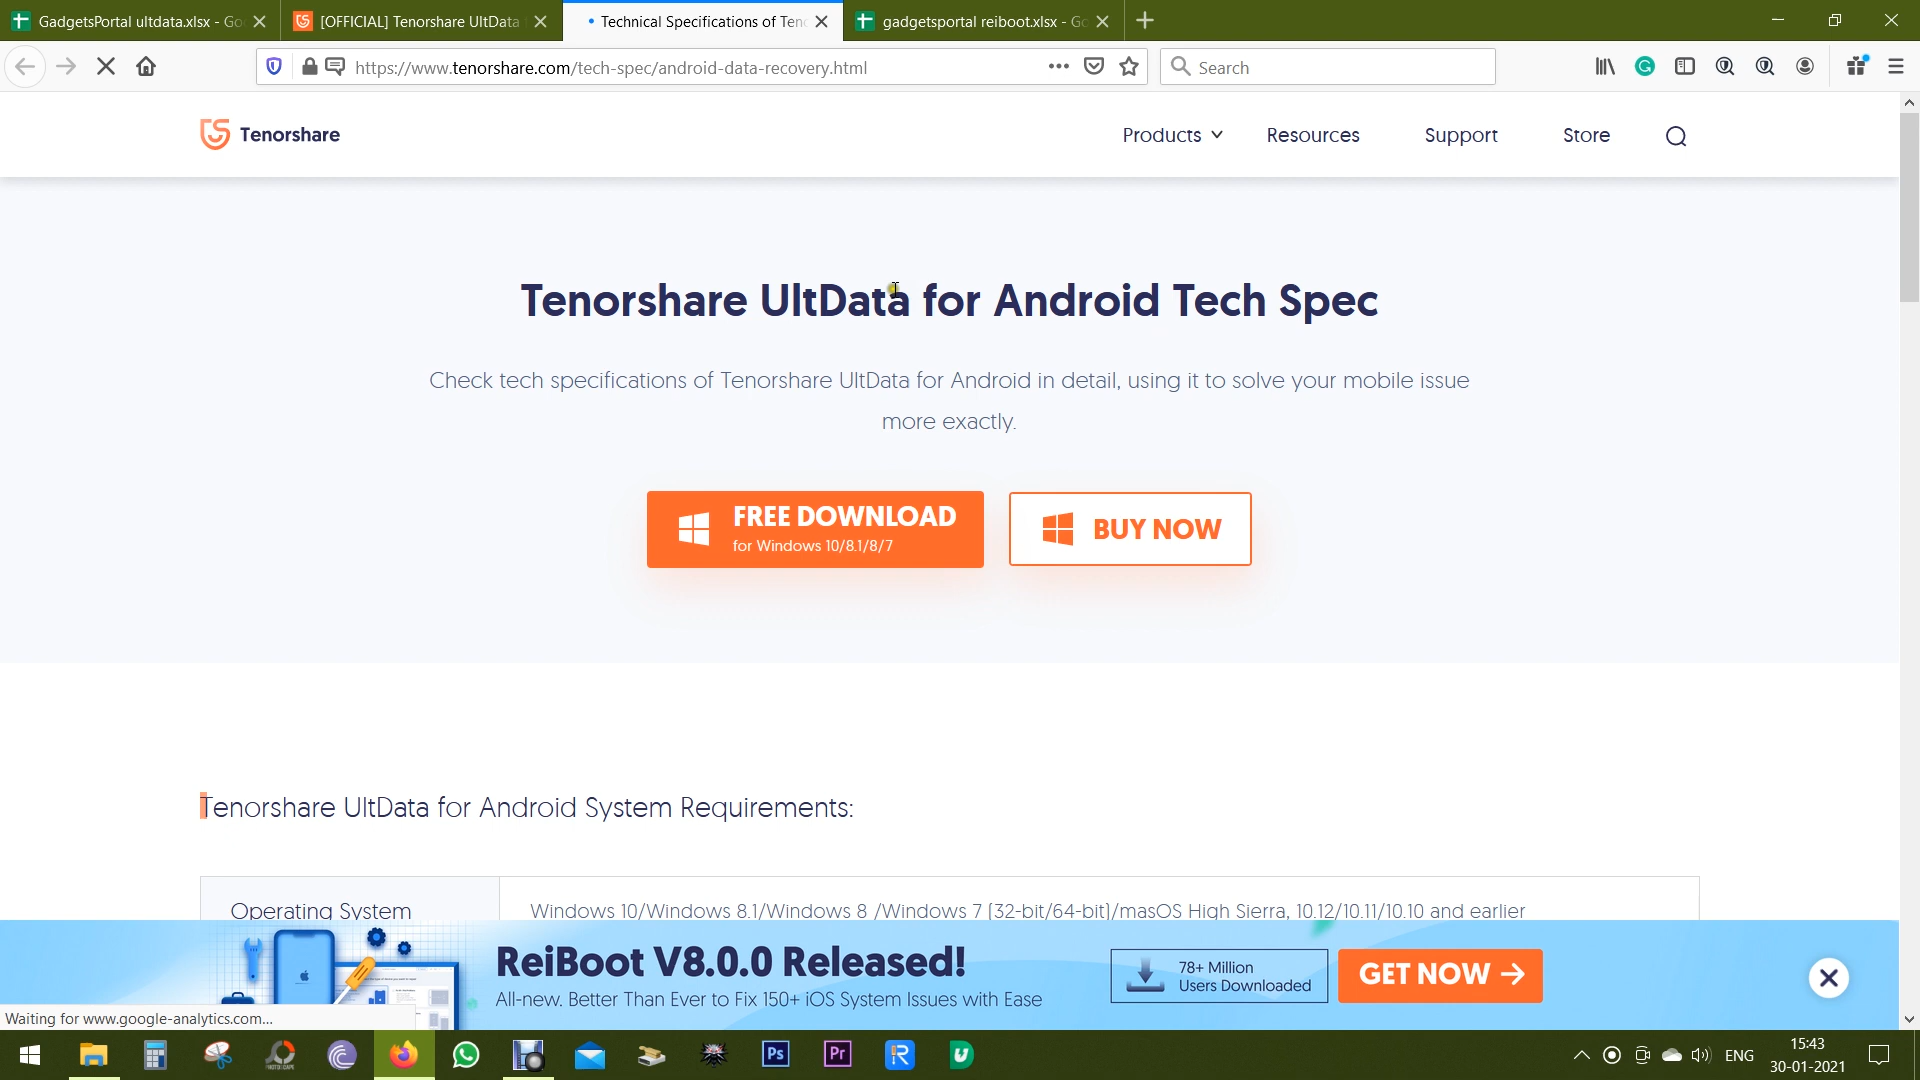 GadgetsPortal ultdata.xlsx - Goo
[OFFICIAL] Tenorshare UltData
Technical Specifications of Teno
gadgetsportal reiboot.xlsx - Go
https://www.tenorshare.com/tech-spec/android-data-recovery.html
Search
Tenorshare
Products
Resources
Support
Store
Tenorshare UltData for Android Tech Spec
Check tech specifications of Tenorshare UltData for Android in detail, using it to solve your mobile issue
more exactly.
FREE DOWNLOAD
for Windows 10/8.1/8/7
BUY NOW
Tenorshare UltData for Android System Requirements:
Operating System
Windows 10/Windows 8.1/Windows 8 /Windows 7 (32-bit/64-bit)/masOS High Sierra, 10.12/10.11/10.10 and earlier
ReiBoot V8.0.0 Released!
All-new. Better Than Ever to Fix 150+ iOS System Issues with Ease
78+ Million
Users Downloaded
GET NOW
Waiting for www.google-analytics.com...
Ps
Pr
ENG
15:43
30-01-2021